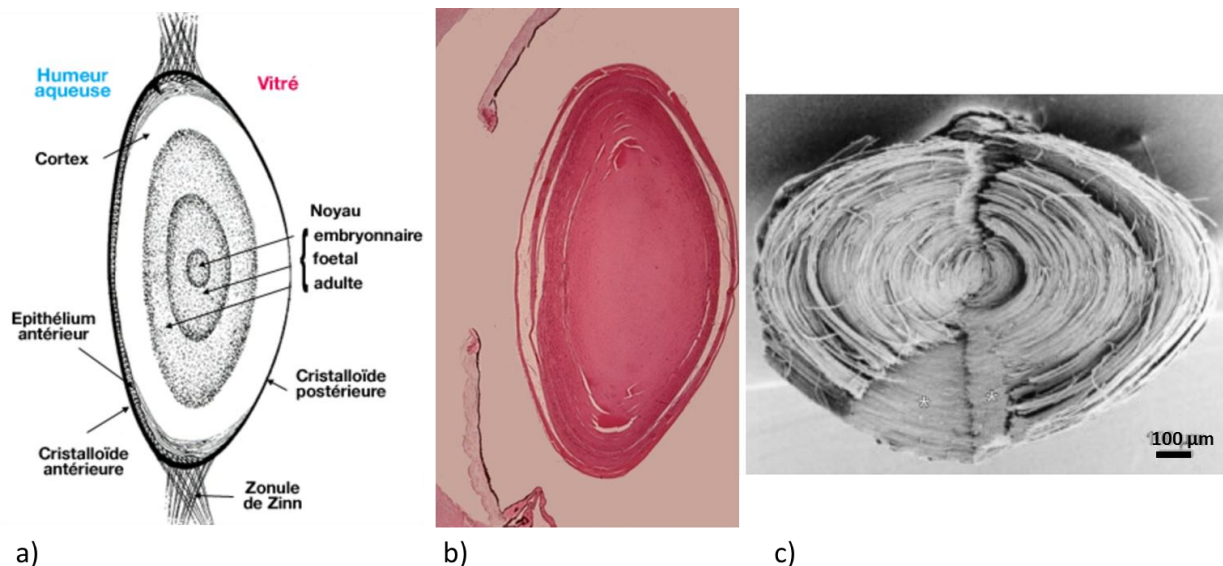 Humeur
aqueuse
Vitré
Cortex
Noyau
embryonnaire
foetal
adulte
Epithélium
antérieur
Cristalloïde
postérieure
Cristalloïde
antérieure
Zonule
de Zinn
* *
100 µm
a)
b)
c)